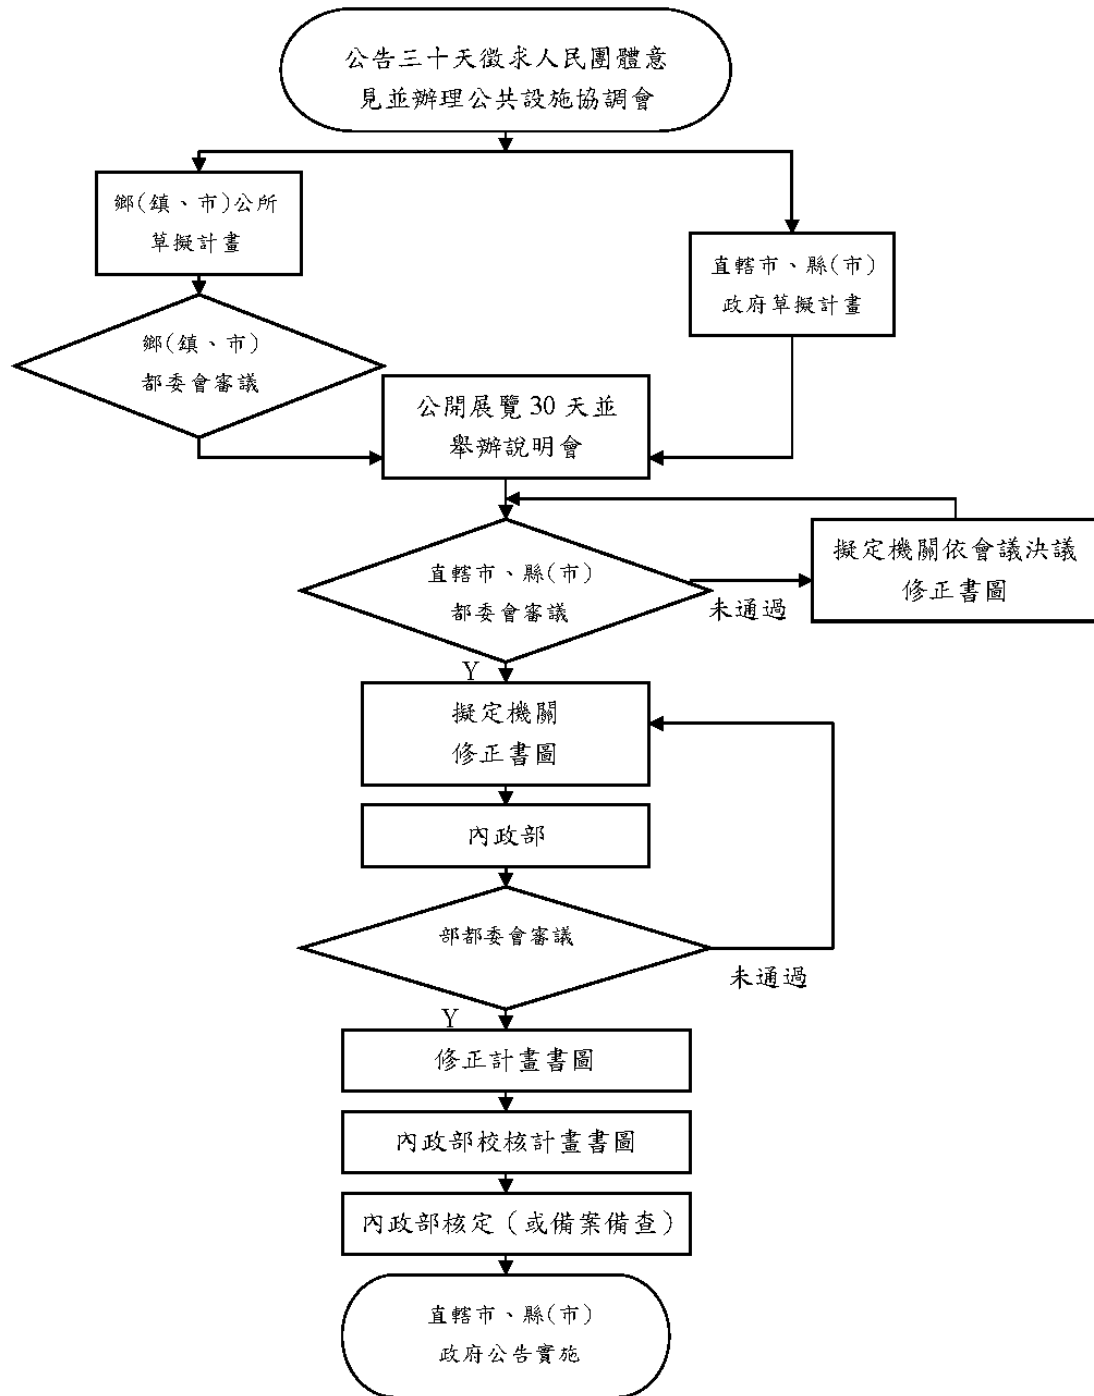 公告三十天徵求人民團體意
見並辦理公共設施協調會
鄉(鎮、市)公所
草擬計畫
直轄市、縣(市)
政府草擬計畫
鄉(鎮、市)
都委會審議
公開展覽 30 天並
舉辦說明會
直轄市、縣(市)
都委會審議
未通過
擬定機關依會議決議
修正書圖
Y
擬定機關
修正書圖
內政部
部都委會審議
未通過
Y
修正計畫書圖
內政部校核計畫書圖
內政部核定（或備案備查）
直轄市、縣(市)
政府公告實施